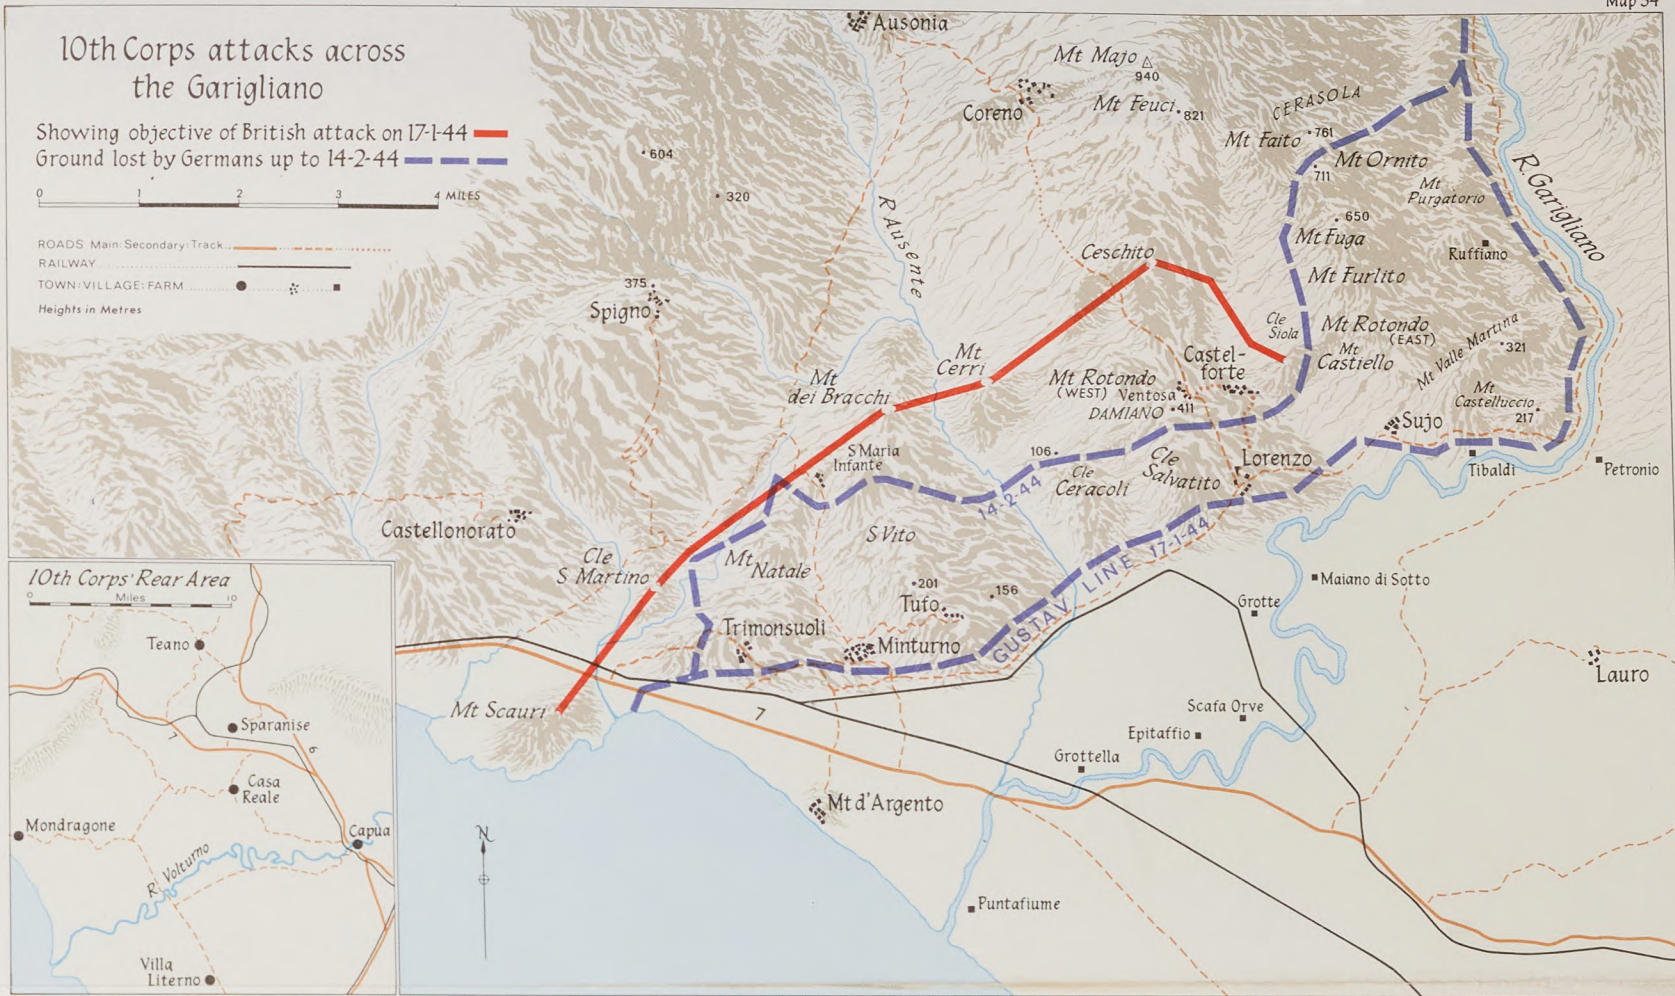 Map 34
10th Corps attacks across
the Garigliano
Showing objective of British attack on 17-1-44
Ground lost by Germans up to 14-2-44
0 1 2 3 4 MILES
ROADS Main: Secondary: Track
RAILWAY
TOWN: VILLAGE: FARM
Heights in Metres
Ausonia
Mt Majo
940
Coreno
Mt Feuci
821
CERASOLA
Mt Faito
761
Mt Ornito
711
Mt
Purgatorio
R. Garigliano
604
320
R Ausente
650
Mt Fuga
Ruffiano
Ceschito
Mt Furlito
375
Spigno
Cle
Siola
Mt Rotondo
(EAST)
Mt
Castiello
Mt Valle Martina
321
Mt
Cerri
Castel-
forte
Mt
dei Bracchi
Mt Rotondo
(WEST)
Ventosa
DAMIANO
411
Mt
Castelluccio
217
Sujo
S Maria
Infante
106
Cle
Ceracoli
Cle
Salvatito
Lorenzo
Tibaldi
Petronio
14-2-44
Castellonorato
S Vito
GUSTAV LINE 17-1-44
Cle
S Martino
Mt
Natale
201
156
Tufo
Maiano di Sotto
Grotte
Trimonsuoli
Minturno
Lauro
Mt Scauri
7
Scafa Orve
Epitaffio
Grottella
Mt d'Argento
N
Puntafiume
10th Corps' Rear Area
0 Miles 10
Teano
Sparanise
7
6
Casa
Reale
Mondragone
Capua
R. Volturno
Villa
Literno